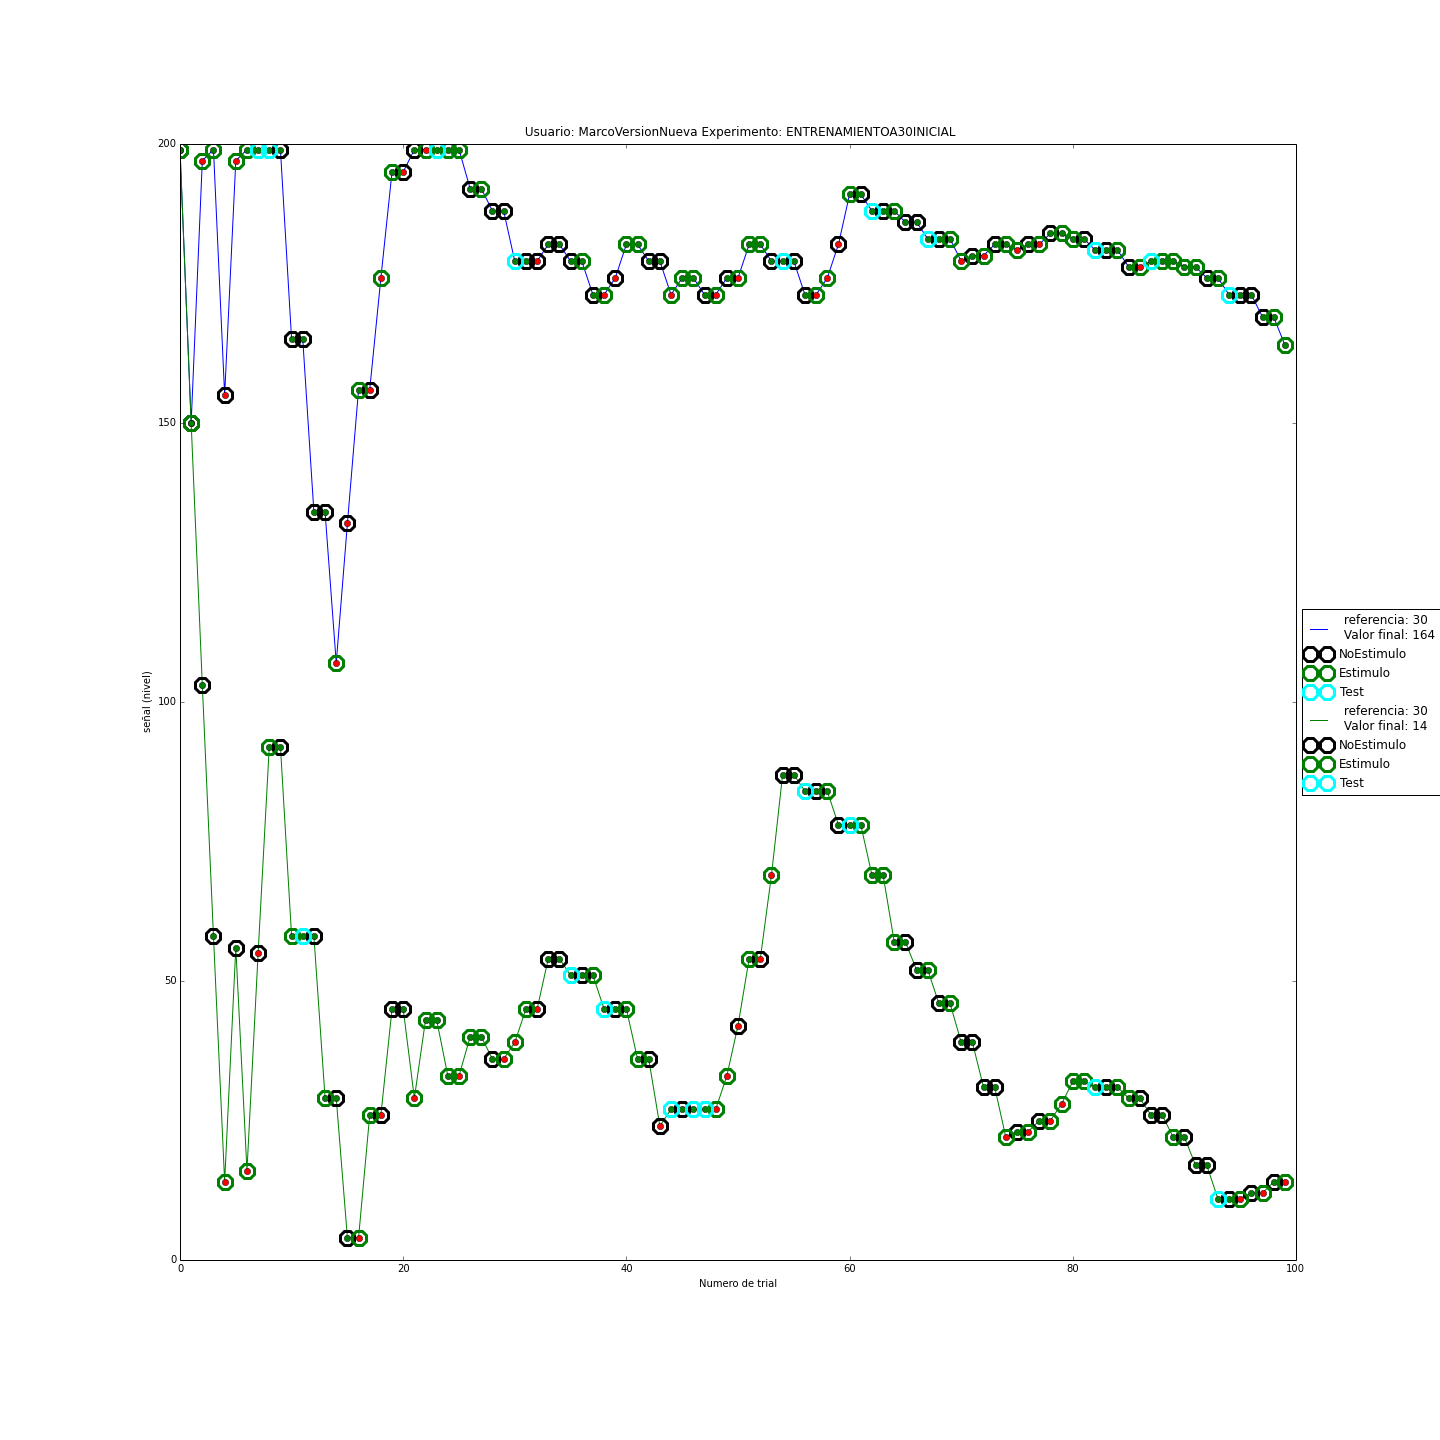 Usuario: MarcoVersionNueva Experimento: ENTRENAMIENTOA30INICIAL
200
150
100
50
0
señal (nivel)
0 20 40 60 80 100
Numero de trial
referencia: 30
Valor final: 164
NoEstimulo
Estimulo
Test
referencia: 30
Valor final: 14
NoEstimulo
Estimulo
Test